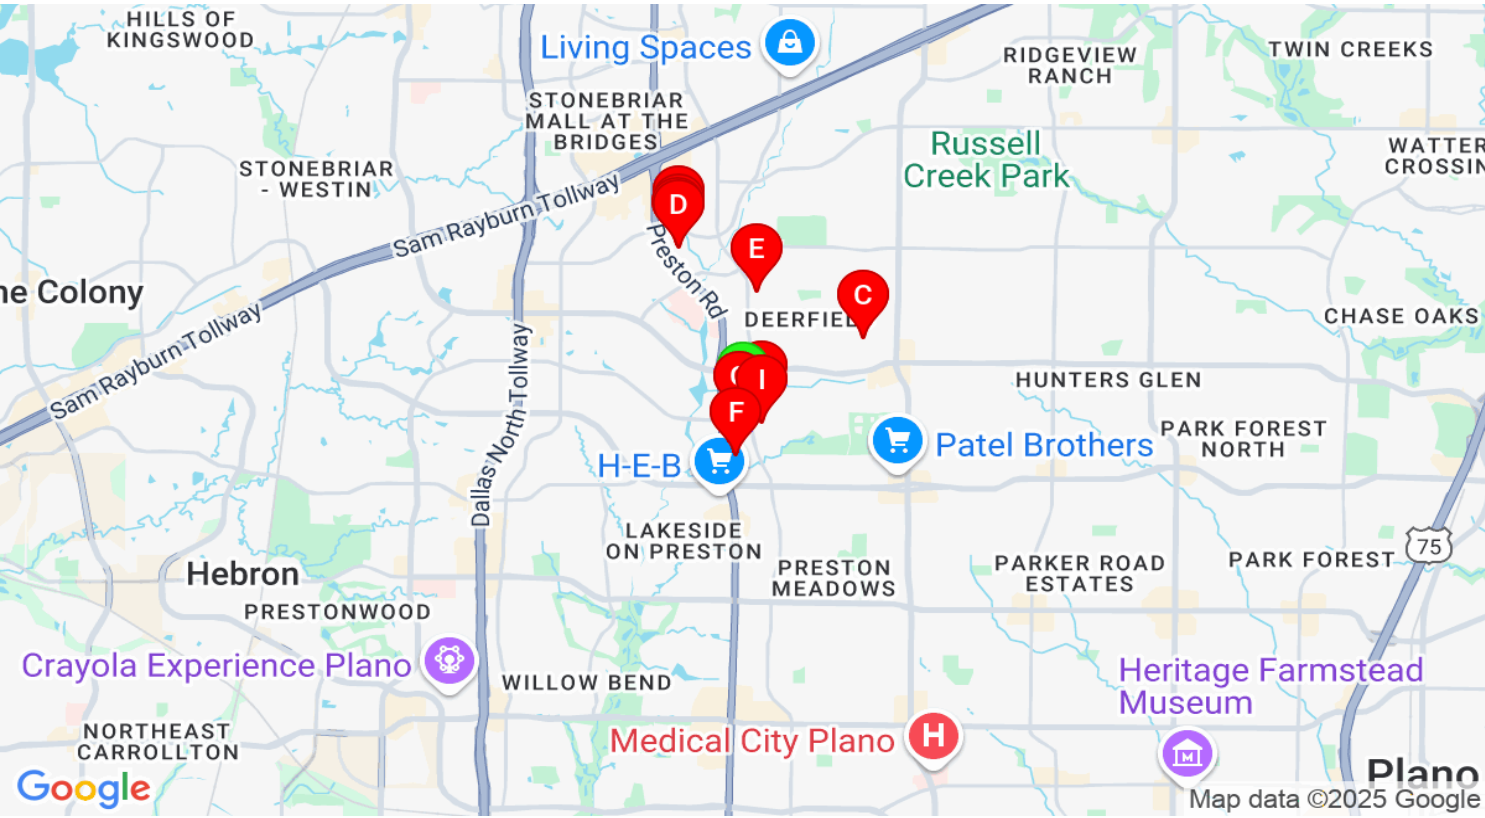 HILLS OF
KINGSWOOD
Living Spaces
RIDGEVIEW
RANCH
TWIN CREEKS
STONEBRIAR
MALL AT THE
BRIDGES
Russell
Creek Park
WATTER
CROSSIN
STONEBRIAR
- WESTIN
Sam Rayburn Tollway
D
Preston Rd
E
C
he Colony
DEERFIE
CHASE OAKS
Sam Rayburn Tollway
Dallas North Tollway
I
HUNTERS GLEN
F
PARK FOREST
NORTH
Patel Brothers
H-E-B
LAKESIDE
ON PRESTON
PRESTON
MEADOWS
PARKER ROAD
ESTATES
PARK FOREST
75
Hebron
PRESTONWOOD
Crayola Experience Plano
WILLOW BEND
Heritage Farmstead
Museum
NORTHEAST
CARROLLTON
Medical City Plano
H
M
Plano
Google
Map data ©2025 Google